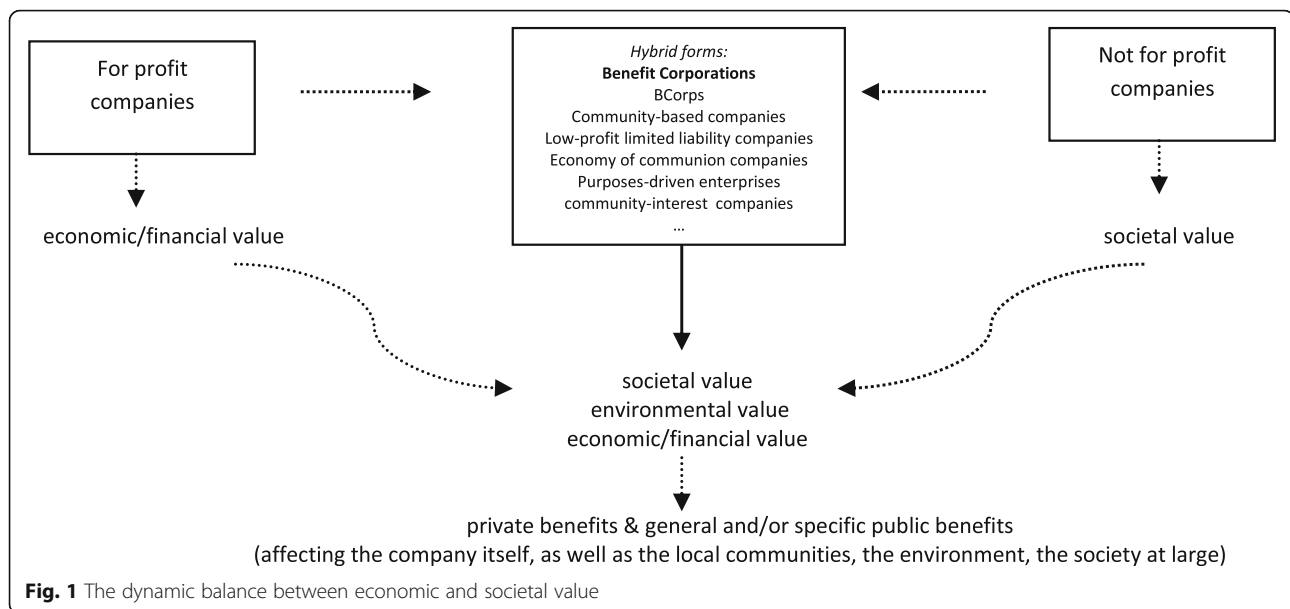 For profit
companies
Hybrid forms:
Benefit Corporations
BCorps
Community-based companies
Low-profit limited liability companies
Economy of communion companies
Purposes-driven enterprises
community-interest companies
...
Not for profit
companies
economic/financial value
societal value
societal value
environmental value
economic/financial value
private benefits & general and/or specific public benefits
(affecting the company itself, as well as the local communities, the environment, the society at large)
Fig. 1 The dynamic balance between economic and societal value